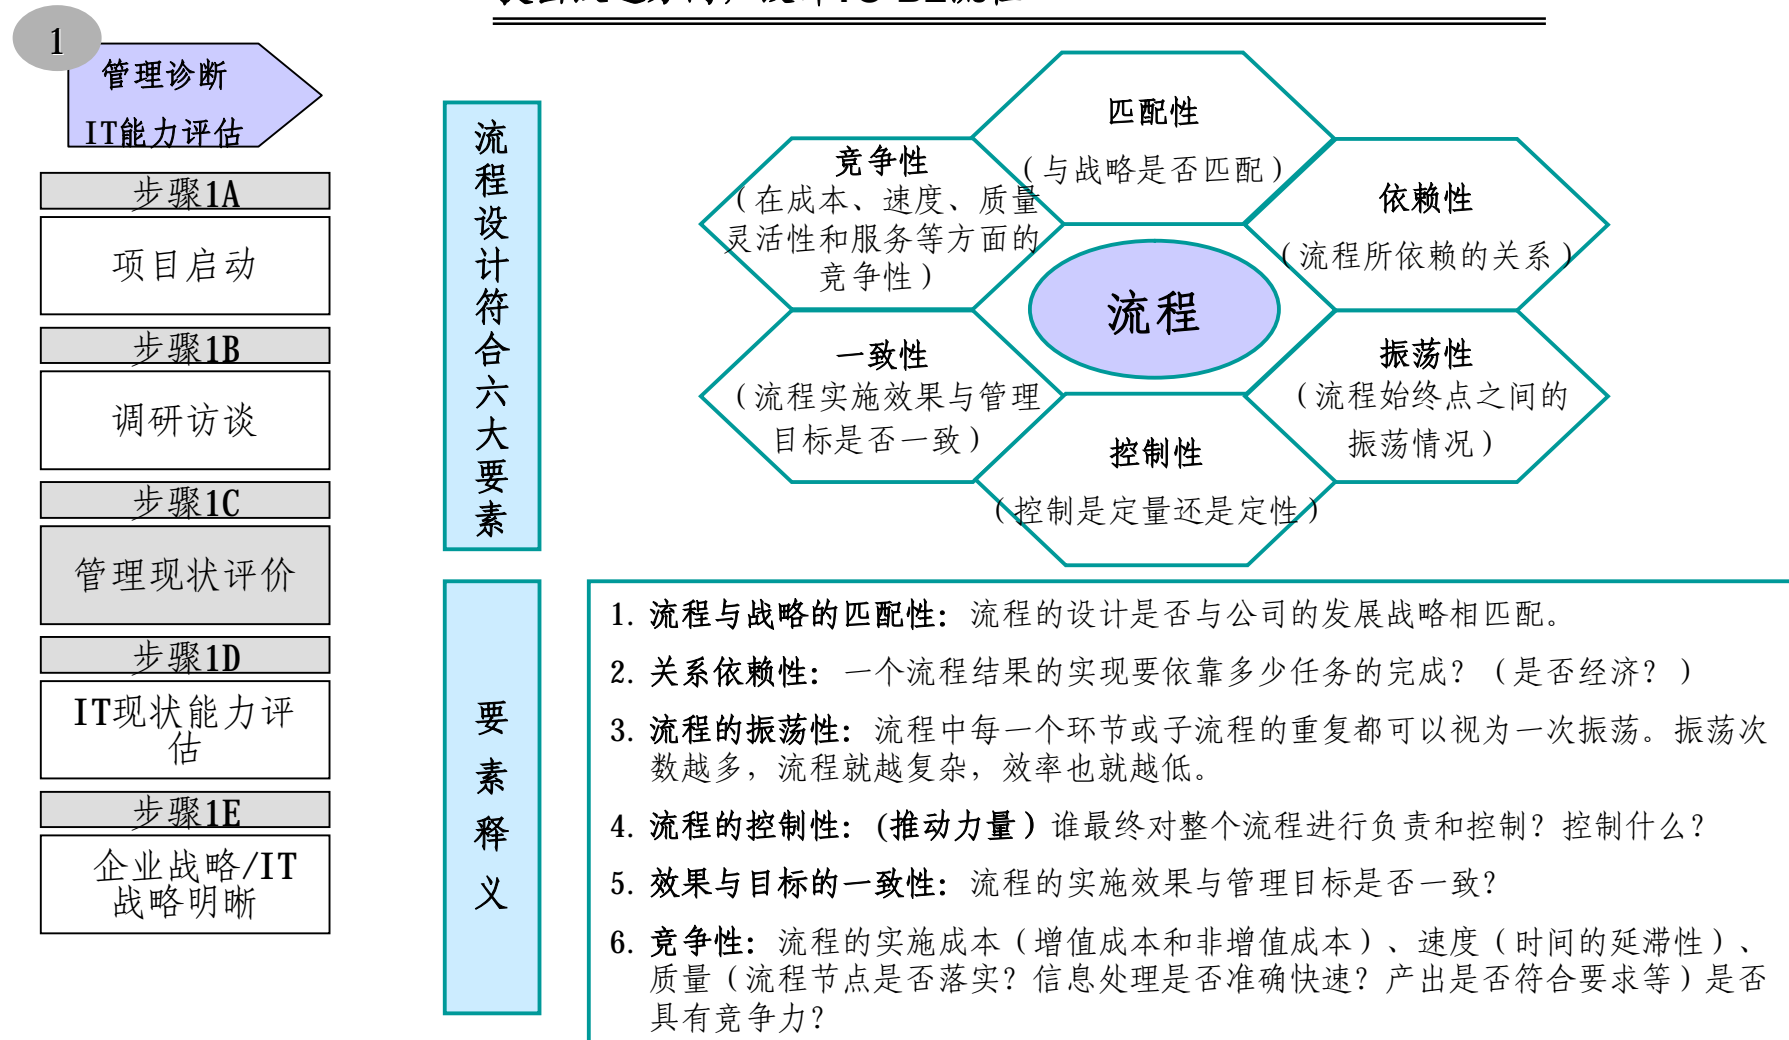 1
管理诊断
IT能力评估
步骤1A
项目启动
步骤1B
调研访谈
步骤1C
管理现状评价
步骤1D
IT现状能力评
估
步骤1E
企业战略/IT
战略明晰
流程设计符合六大要素
匹配性
（与战略是否匹配）
竞争性
（在成本、速度、质量
灵活性和服务等方面的
竞争性）
依赖性
（流程所依赖的关系）
流程
一致性
（流程实施效果与管理
目标是否一致）
振荡性
（流程始终点之间的
振荡情况）
控制性
（控制是定量还是定性）
要素释义
1. 流程与战略的匹配性：流程的设计是否与公司的发展战略相匹配。
2. 关系依赖性：一个流程结果的实现要依靠多少任务的完成？（是否经济？）
3. 流程的振荡性：流程中每一个环节或子流程的重复都可以视为一次振荡。振荡次
数越多，流程就越复杂，效率也就越低。
4. 流程的控制性：(推动力量）谁最终对整个流程进行负责和控制？控制什么？
5. 效果与目标的一致性：流程的实施效果与管理目标是否一致？
6. 竞争性：流程的实施成本（增值成本和非增值成本）、速度（时间的延滞性）、
质量（流程节点是否落实？信息处理是否准确快速？产出是否符合要求等）是否
具有竞争力？